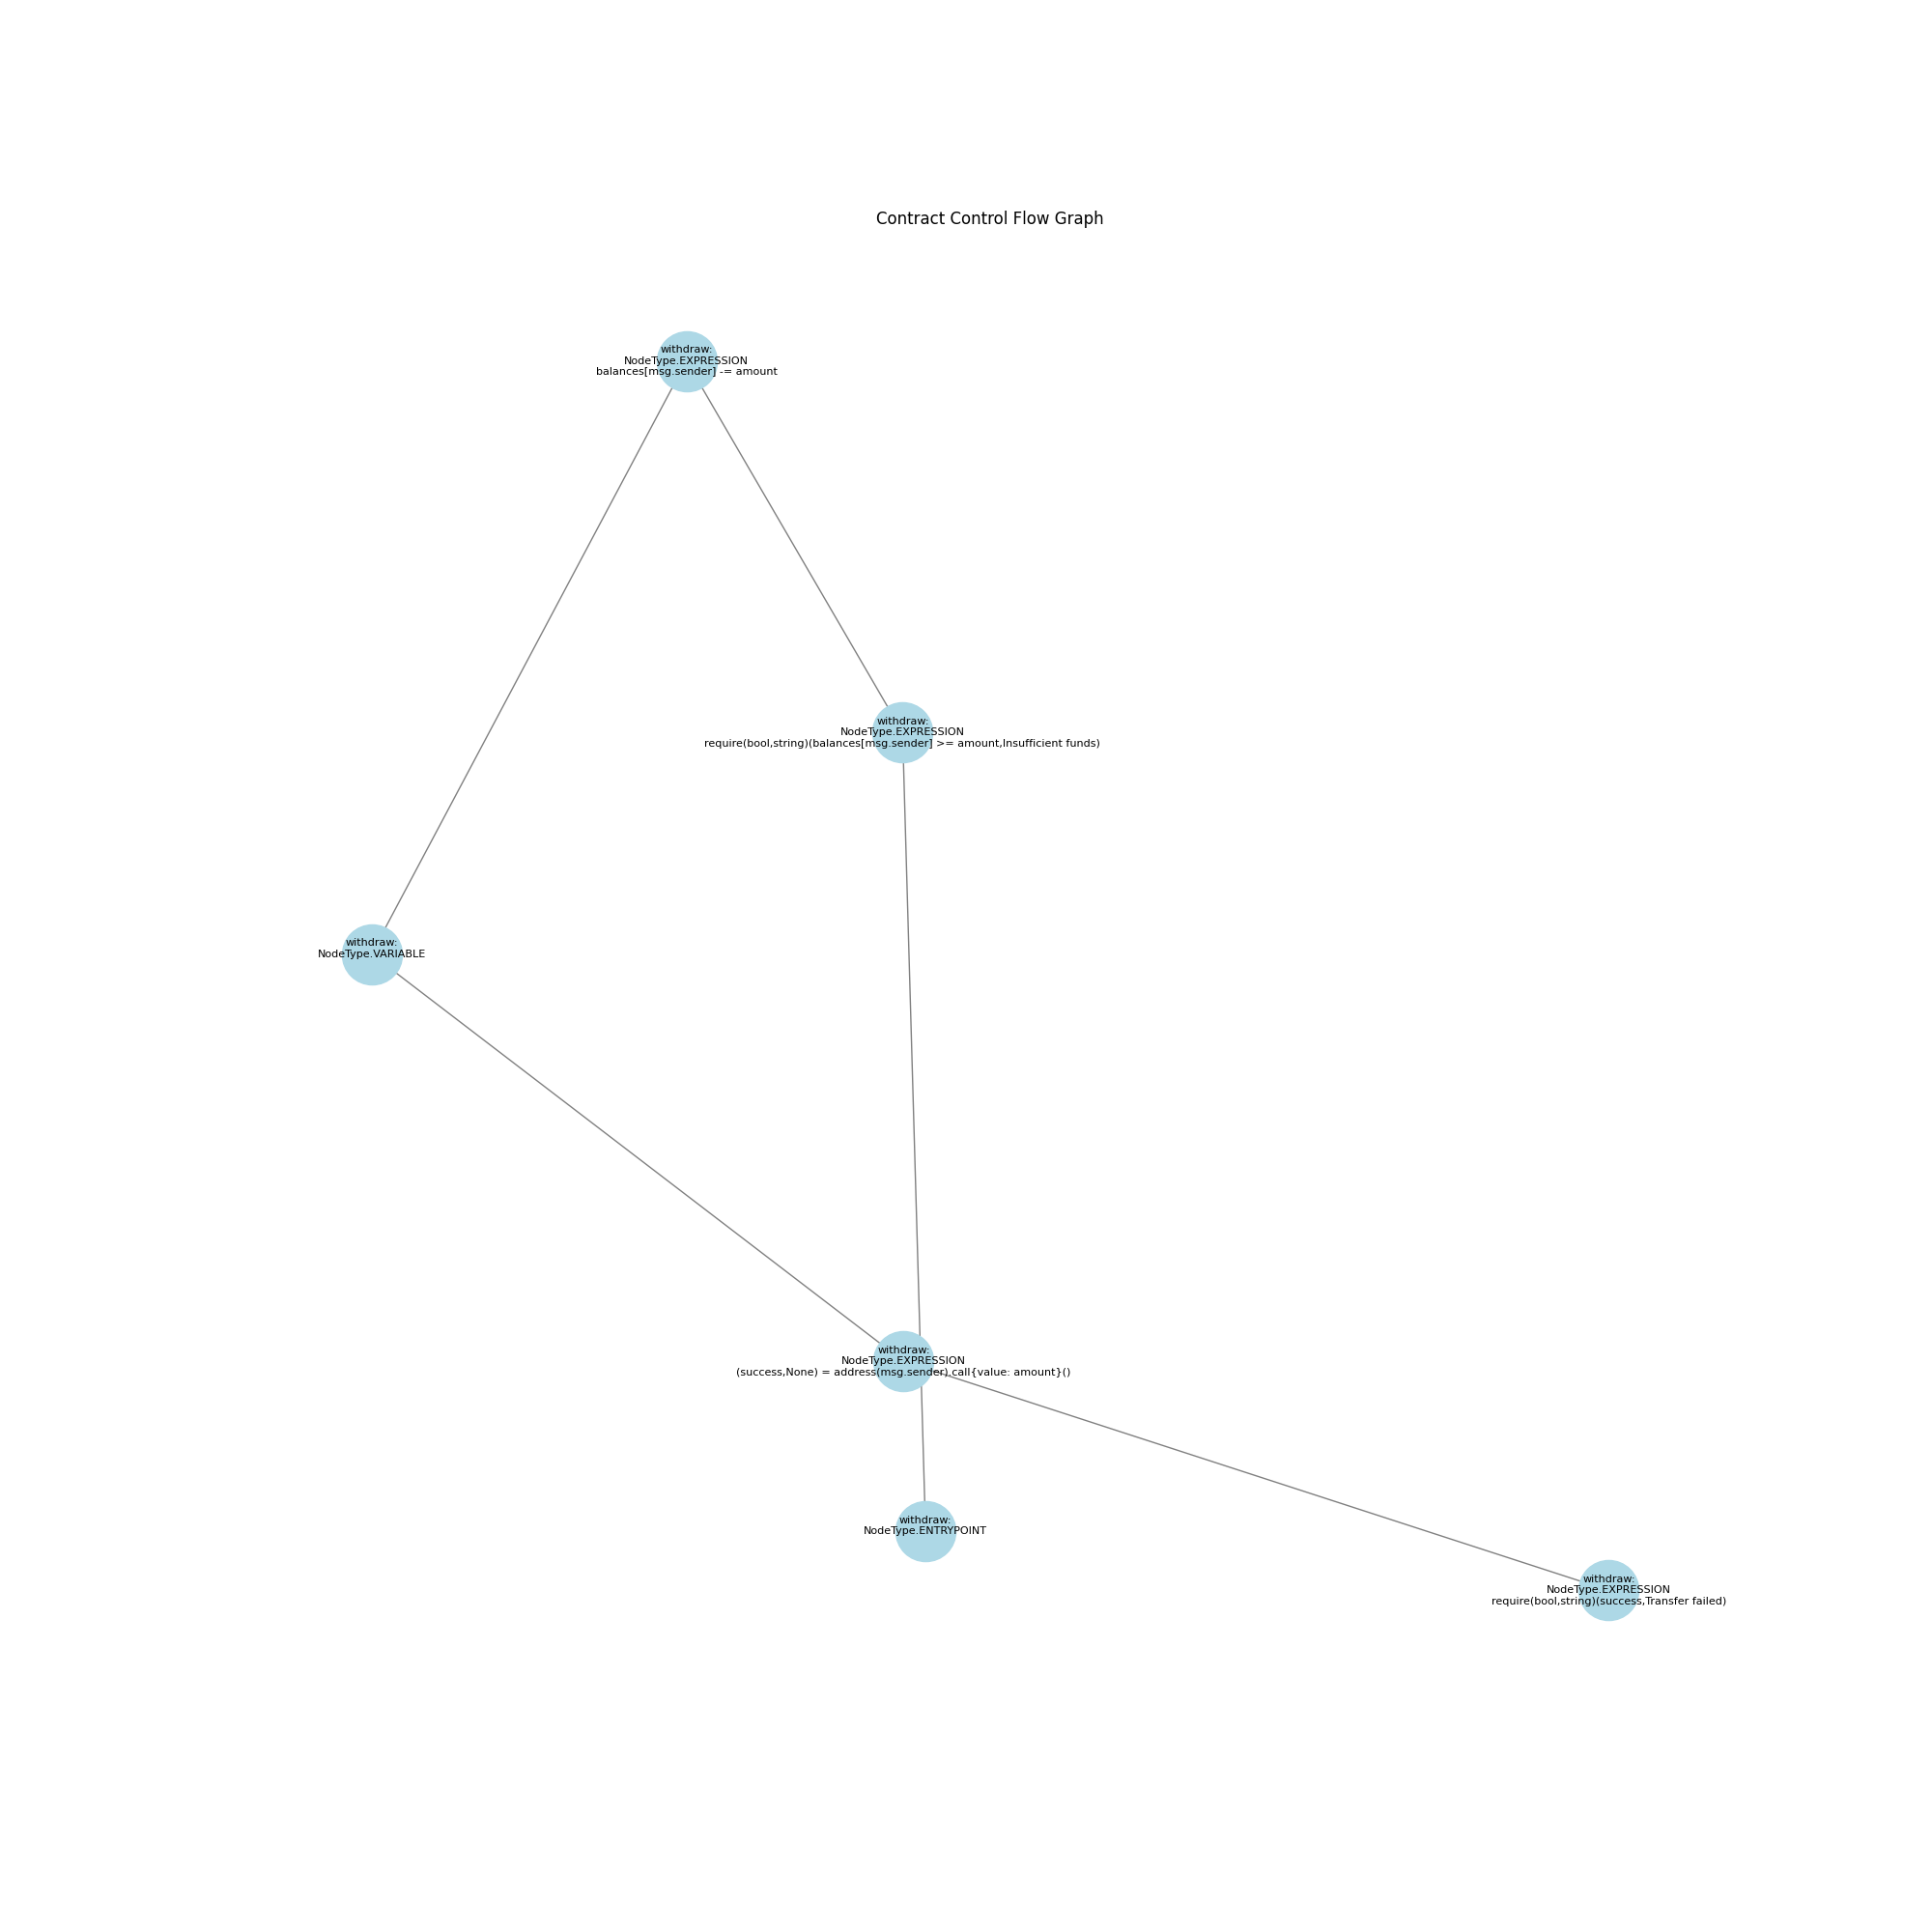 Contract Control Flow Graph
withdraw:
NodeType.EXPRESSION
balances[msg.sender] -= amount
withdraw:
NodeType.EXPRESSION
require(bool,string)(balances[msg.sender] >= amount,Insufficient funds)
withdraw:
NodeType.VARIABLE
withdraw:
NodeType.EXPRESSION
(success,None) = address(msg.sender).call{value: amount}()
withdraw:
NodeType.ENTRYPOINT
withdraw:
NodeType.EXPRESSION
require(bool,string)(success,Transfer failed)